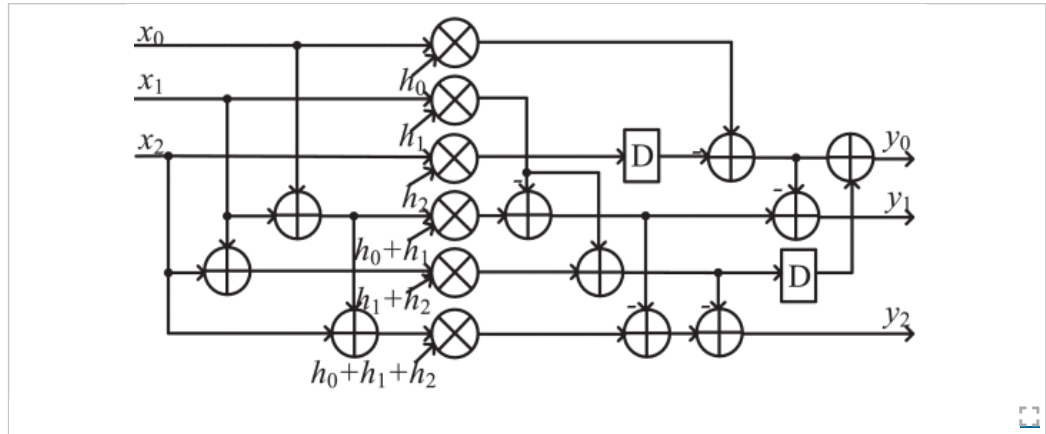 x₀
x₁
h₀
x₂
h₁
D
-
y₀
h₂
-
-
y₁
h₀+h₁
h₁+h₂
D
-
-
y₂
h₀+h₁+h₂